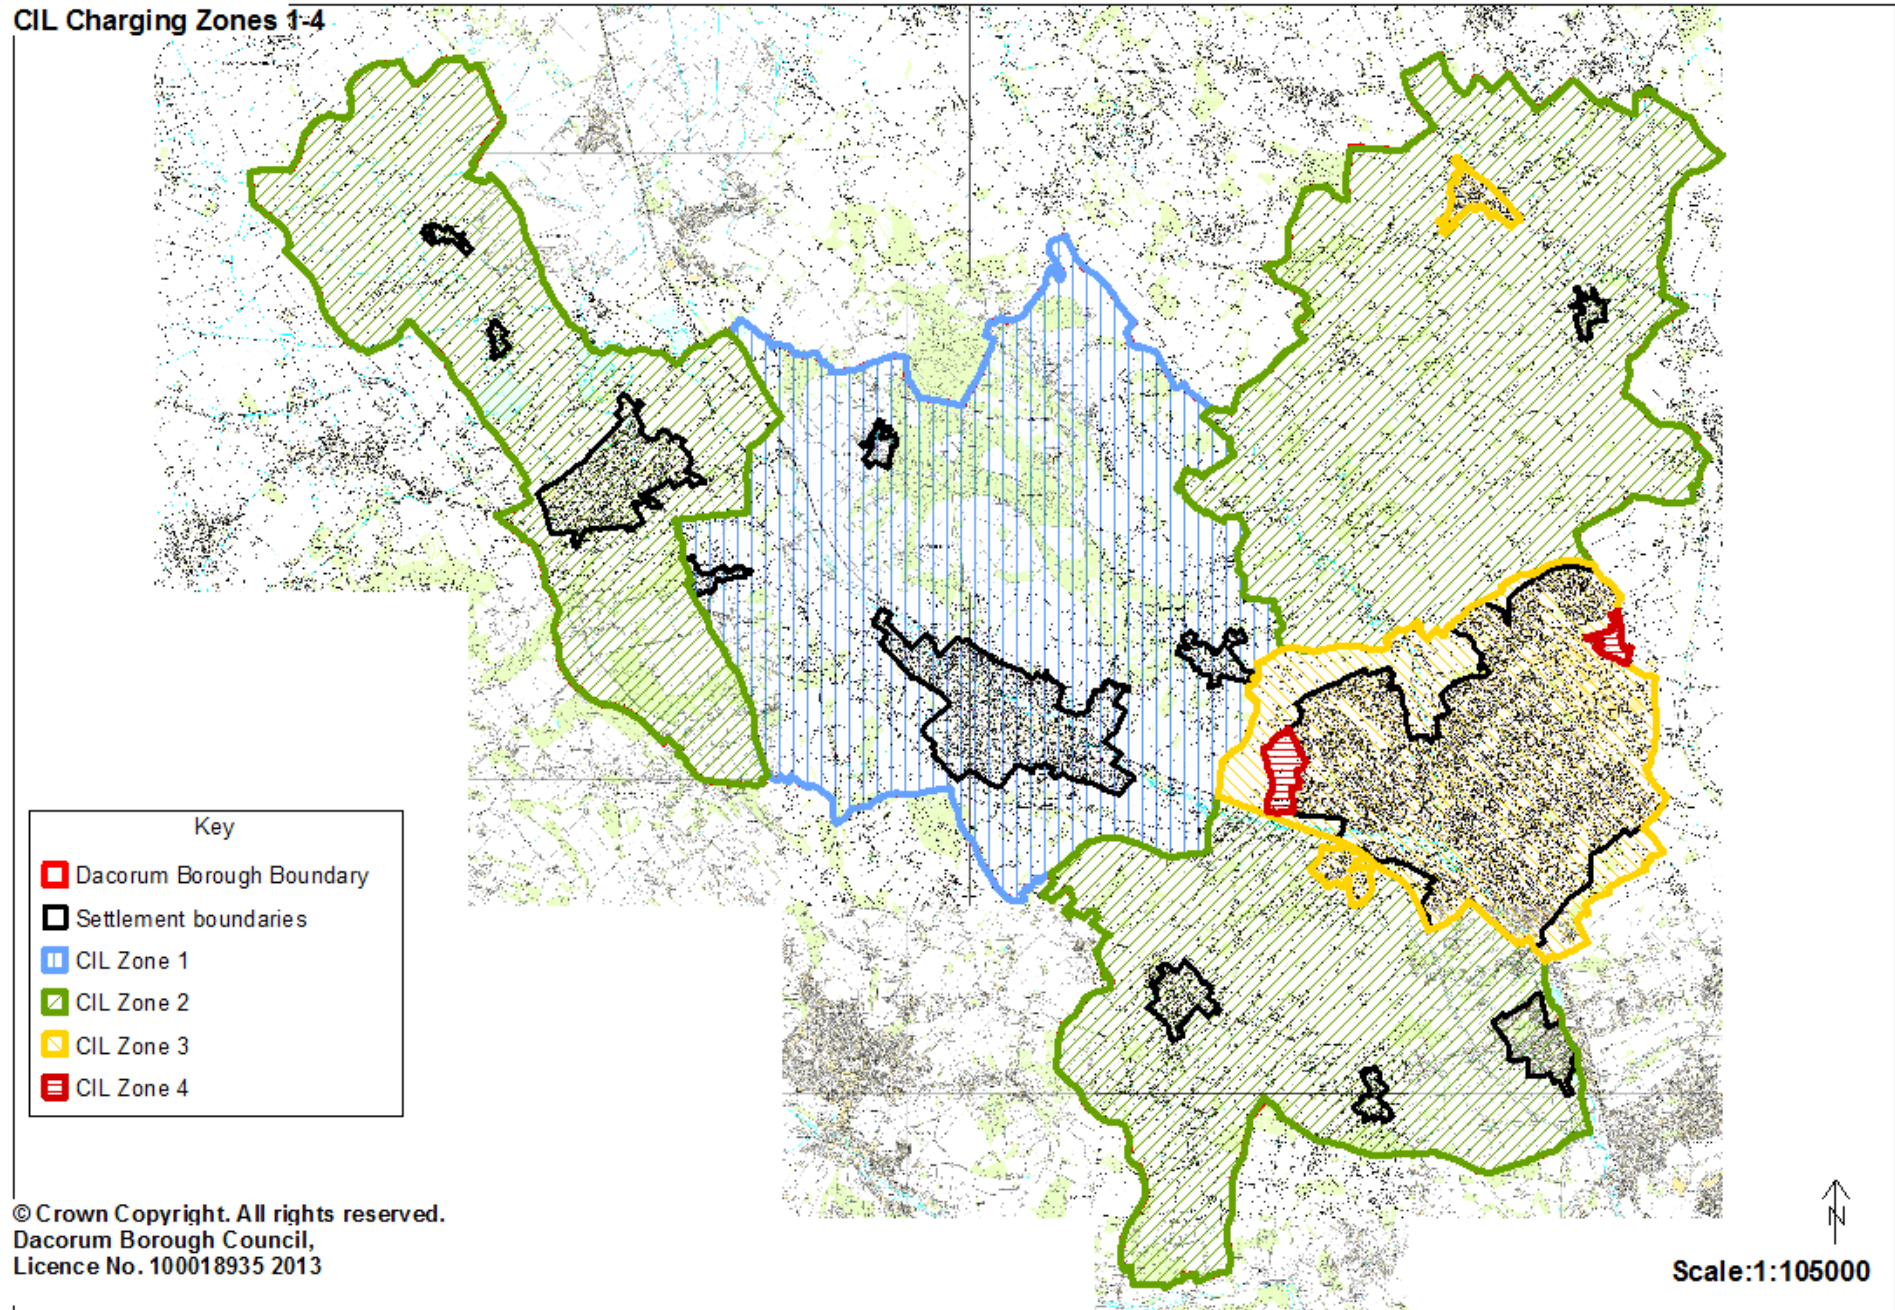 CIL Charging Zones 1-4
Key
Dacorum Borough Boundary
Settlement boundaries
CIL Zone 1
CIL Zone 2
CIL Zone 3
CIL Zone 4
© Crown Copyright. All rights reserved.
Dacorum Borough Council,
Licence No. 100018935 2013
N
Scale:1:105000